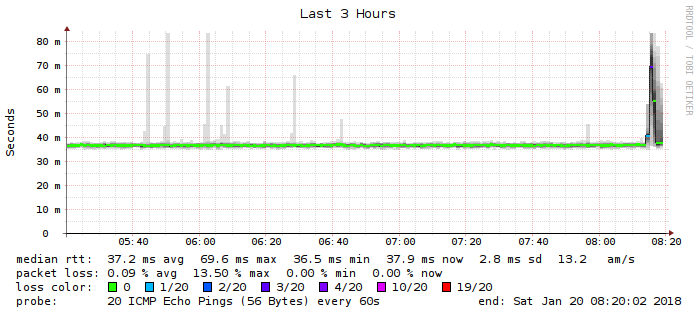 Last 3 Hours
RRDTOOL / TOBI OETIKER
Seconds
80 m
70 m
60 m
50 m
40 m
30 m
20 m
10 m
0
05:40 06:00 06:20 06:40 07:00 07:20 07:40 08:00 08:20
median rtt: 37.2 ms avg 69.6 ms max 36.5 ms min 37.9 ms now 2.8 ms sd 13.2 am/s
packet loss: 0.09 % avg 13.50 % max 0.00 % min 0.00 % now
loss color: 0 1/20 2/20 3/20 4/20 10/20 19/20
probe: 20 ICMP Echo Pings (56 Bytes) every 60s end: Sat Jan 20 08:20:02 2018